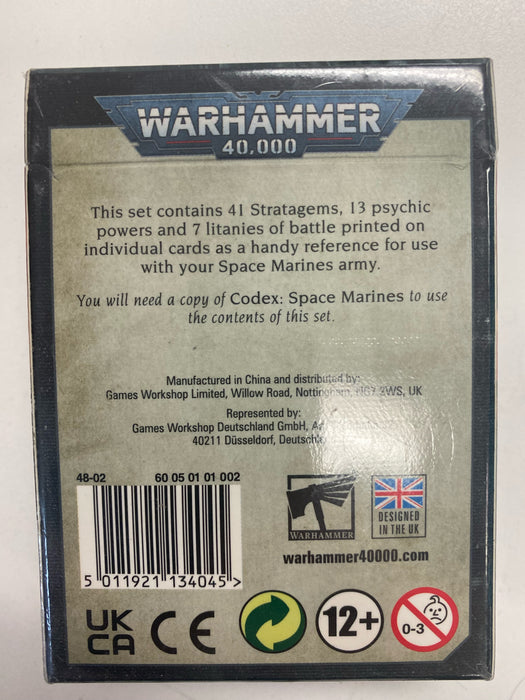 WARHAMMER
40,000
This set contains 41 Stratagems, 13 psychic
powers and 7 litanies of battle printed on
individual cards as a handy reference for use
with your Space Marines army.
You will need a copy of Codex: Space Marines to use
the contents of this set.
Manufactured in China and distributed by:
Games Workshop Limited, Willow Road, Nottingham, NG7 2WS, UK
Represented by:
Games Workshop Deutschland GmbH,
40211 Düsseldorf,
48-02 60 05 01 01 002
WARHAMMER
DESIGNED
IN THE UK
warhammer40000.com
5 011921 134045 >
UK
CA CE 12+ 0-3